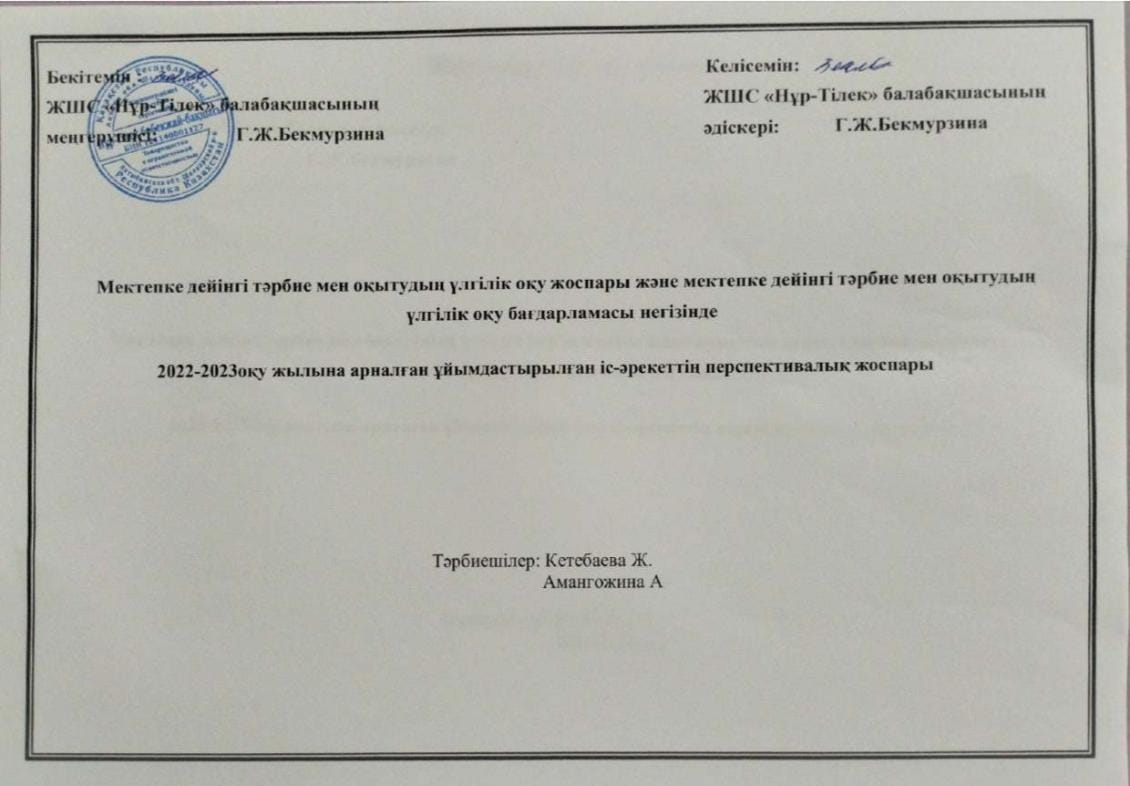 Бекітемін :
ЖШС «Нұр-Тілек» балабақшасының
меңгерушісі: Г.Ж.Бекмурзина
Келісемін:
ЖШС «Нұр-Тілек» балабақшасының
әдіскері: Г.Ж.Бекмурзина
Республика Казахстан
Мектепке дейінгі тәрбие мен оқытудың үлгілік оқу жоспары және мектепке дейінгі тәрбие мен оқытудың
үлгілік оқу бағдарламасы негізінде
2022-2023оқу жылына арналған ұйымдастырылған іс-әрекеттің перспективалық жоспары
Тәрбиешілер: Кетебаева Ж.
Амангожина А